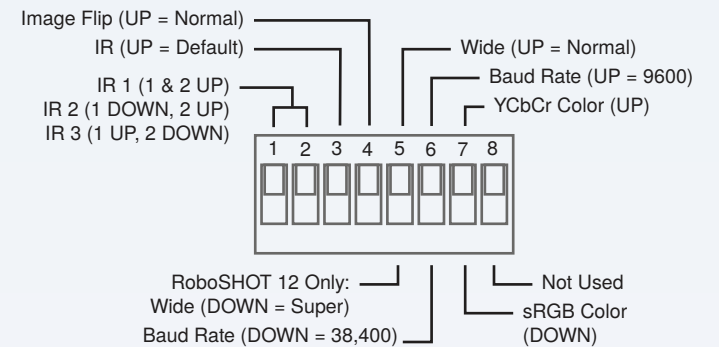 Image Flip (UP = Normal)
IR (UP = Default)
IR 1 (1 & 2 UP)
IR 2 (1 DOWN, 2 UP)
IR 3 (1 UP, 2 DOWN)
Wide (UP = Normal)
Baud Rate (UP = 9600)
YCbCr Color (UP)
1 2 3 4 5 6 7 8
RoboSHOT 12 Only:
Wide (DOWN = Super)
Baud Rate (DOWN = 38,400)
Not Used
sRGB Color
(DOWN)